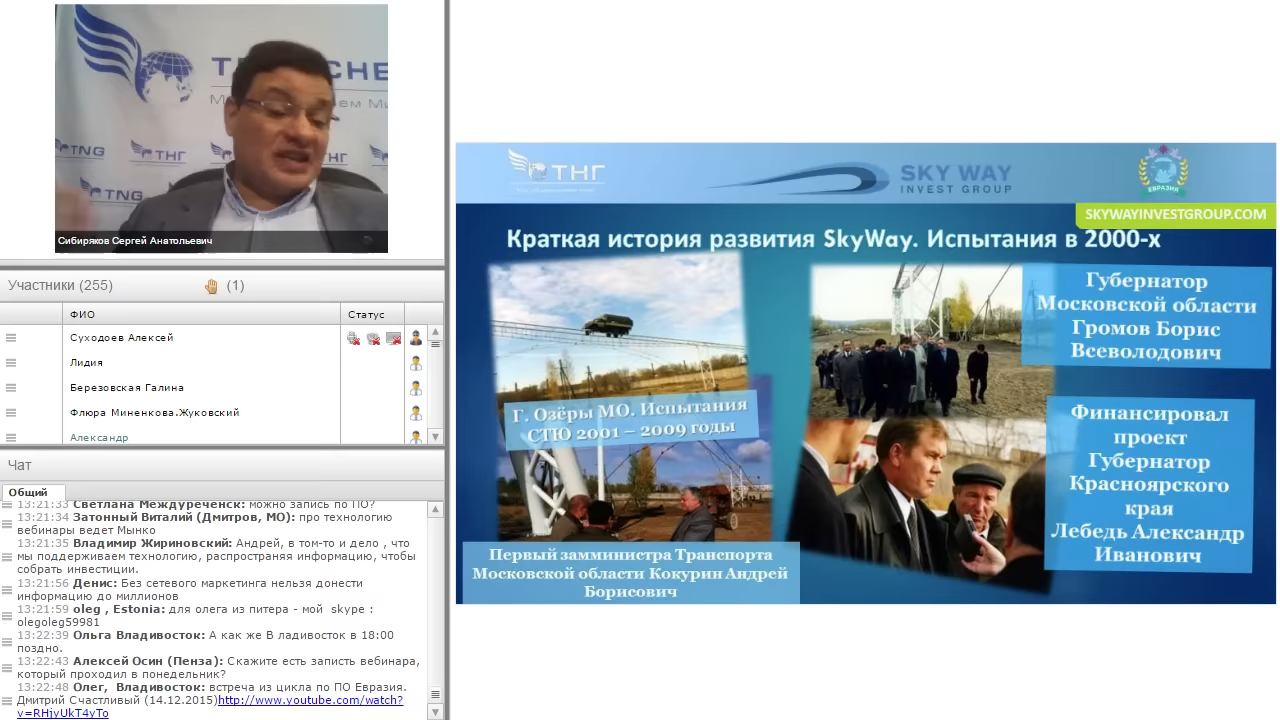 TNG
THГ
THГ
TNG
TNG
Сибиряков Сергей Анатольевич
Участники (255)
(1)
ФИО
Статус
Суходоев Алексей
Лидия
Березовская Галина
Флюра Миненкова.Жуковский
Александр
Чат
Общий
13:21:33 Светлана Междуреченск: можно запись по ПО?
13:21:34 Затонный Виталий (Дмитров, МО): про технологию
вебинары ведет Мынко
13:21:35 Владимир Жириновский: Андрей, в том-то и дело , что
мы поддерживаем технологию, распространяя информацию, чтобы
собрать инвестиции.
13:21:56 Денис: Без сетевого маркетинга нельзя донести
информацию до миллионов
13:21:59 oleg , Estonia: для олега из питера - мой skype :
olegoleg59981
13:22:39 Ольга Владивосток: А как же В ладивосток в 18:00
поздно.
13:22:43 Алексей Осин (Пенза): Скажите есть записть вебинара,
который проходил в понедельник?
13:22:48 Олег, Владивосток: встреча из цикла по ПО Евразия.
Дмитрий Счастливый (14.12.2015)http://www.youtube.com/watch?
v=RHjyUkT4yTo
ТНГ
SKY WAY
INVEST GROUP
ЕВРАЗИЯ
SKYWAYINVESTGROUP.COM
Краткая история развития SkyWay. Испытания в 2000-х
Г. Озёры МО. Испытания
СТЮ 2001 – 2009 годы
Первый замминистра Транспорта
Московской области Кокурин Андрей
Борисович
Губернатор
Московской области
Громов Борис
Всеволодович
Финансировал
проект
Губернатор
Красноярского
края
Лебедь Александр
Иванович